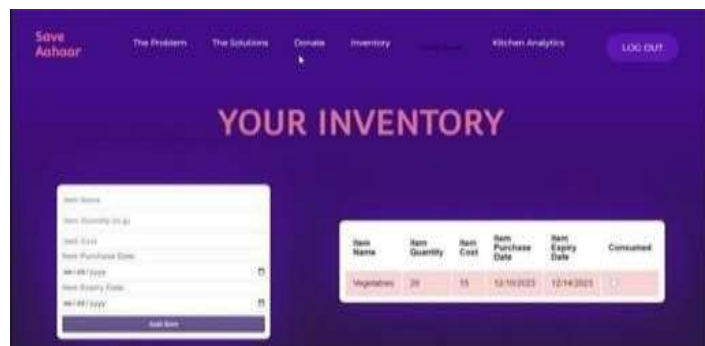 Save
Aahaar
The Problem
The Solutions
Donate
Inventory
Kitchen Analytics
LOG OUT
YOUR INVENTORY
Item Name
Item Quantity (in g)
Item Cost
Item Purchase Date
mm/dd/yyyy
Item Expiry Date
mm/dd/yyyy
Add Item
Item Name Item Quantity Item Cost Item Purchase Date Item Expiry Date Consumed
Vegetables 20 15 12/10/2023 12/14/2023